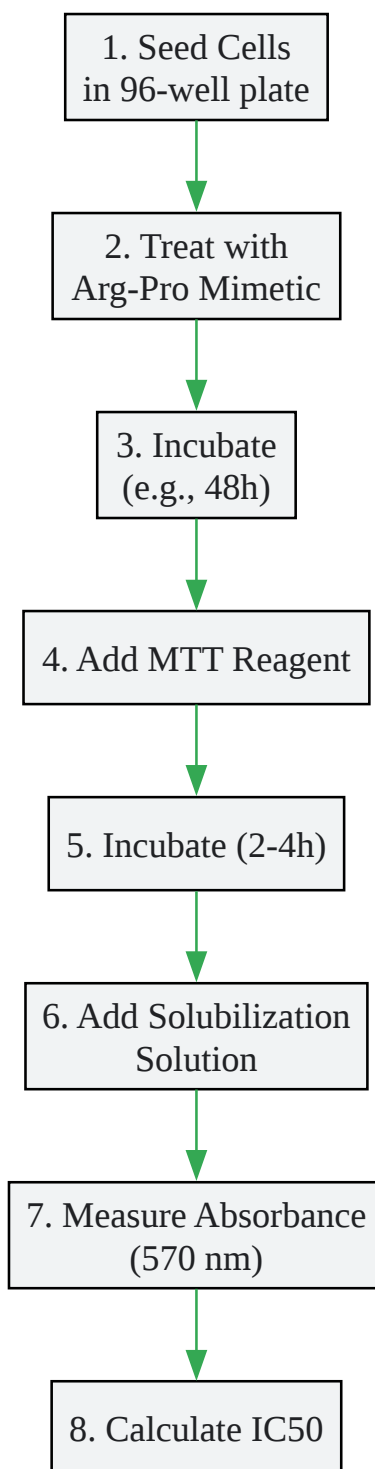 1. Seed Cells
in 96-well plate
2. Treat with
Arg-Pro Mimetic
3. Incubate
(e.g., 48h)
4. Add MTT Reagent
5. Incubate (2-4h)
6. Add Solubilization
Solution
7. Measure Absorbance
(570 nm)
8. Calculate IC50